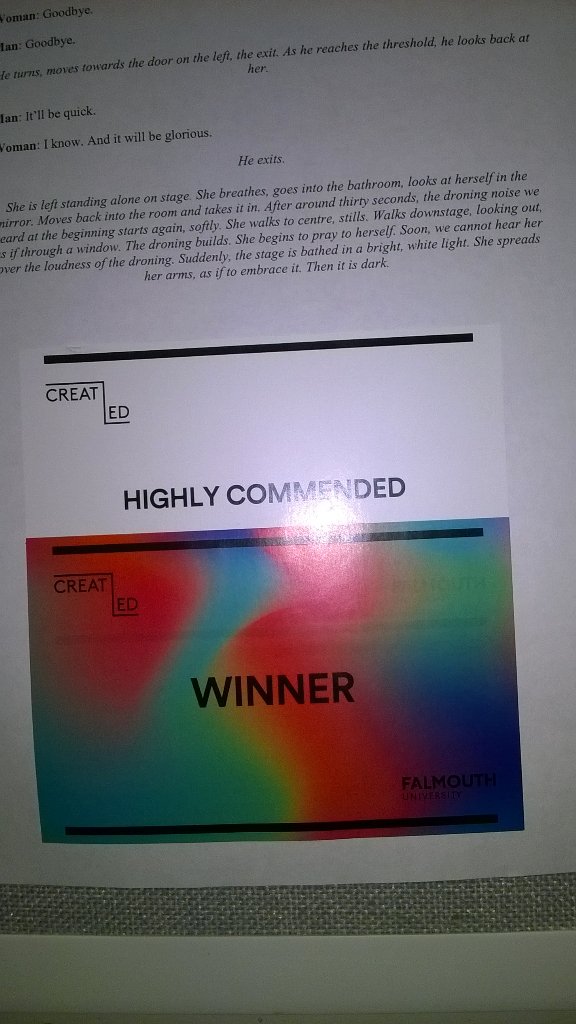 Woman: Goodbye.
Man: Goodbye.
He turns, moves towards the door on the left, the exit. As he reaches the threshold, he looks back at
her.
Man: It'll be quick.
Woman: I know. And it will be glorious.
He exits.
She is left standing alone on stage. She breathes, goes into the bathroom, looks at herself in the
mirror. Moves back into the room and takes it in. After around thirty seconds, the droning noise we
heard at the beginning starts again, softly. She walks to centre, stills. Walks downstage, looking out,
as if through a window. The droning builds. She begins to pray to herself. Soon, we cannot hear her
over the loudness of the droning. Suddenly, the stage is bathed in a bright, white light. She spreads
her arms, as if to embrace it. Then it is dark.
CREAT
ED
HIGHLY COMMENDED
CREAT
ED
WINNER
FALMOUTH
UNIVERSITY